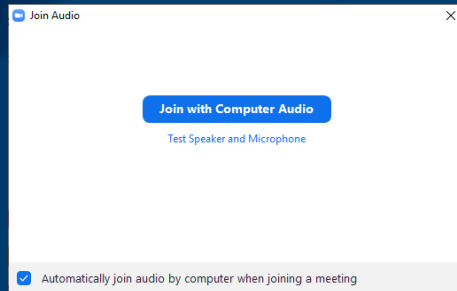 Join Audio
Join with Computer Audio
Test Speaker and Microphone
Automatically join audio by computer when joining a meeting